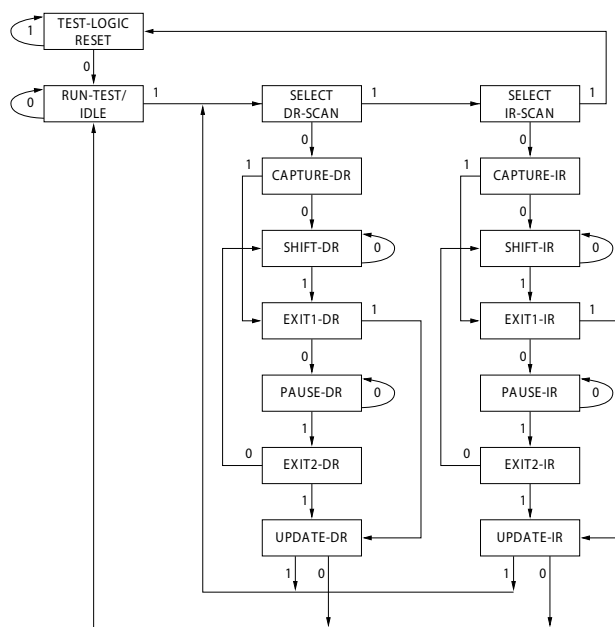 TEST-LOGIC
RESET
1
0
RUN-TEST/
IDLE
0
1
SELECT
DR-SCAN
1
SELECT
IR-SCAN
1
0
0
1
CAPTURE-DR
1
CAPTURE-IR
0
0
SHIFT-DR
0
SHIFT-IR
0
1
1
EXIT1-DR
1
EXIT1-IR
1
0
0
PAUSE-DR
0
PAUSE-IR
0
1
1
0
EXIT2-DR
0
EXIT2-IR
1
1
UPDATE-DR
UPDATE-IR
1
0
1
0